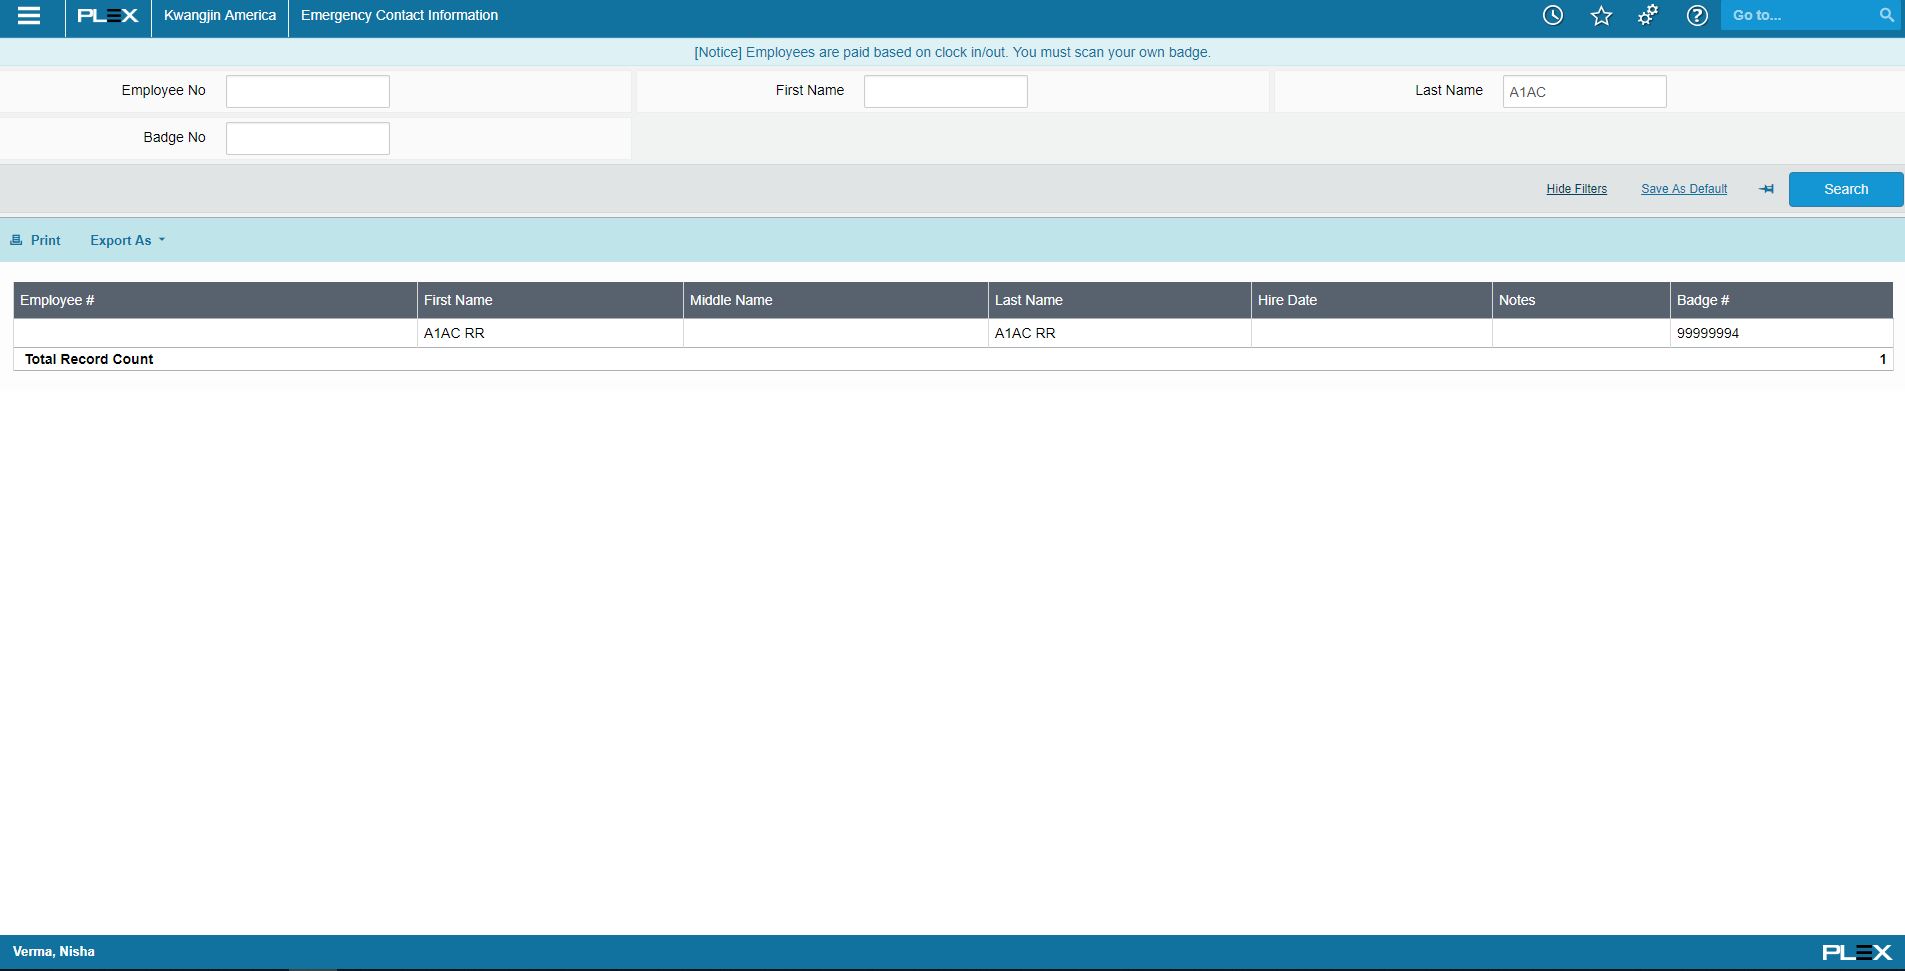 PLEX Kwangjin America Emergency Contact Information Go to...
[Notice] Employees are paid based on clock in/out. You must scan your own badge.
Employee No First Name Last Name A1AC
Badge No
Hide Filters Save As Default Search
Print Export As
Employee # First Name Middle Name Last Name Hire Date Notes Badge #
A1AC RR A1AC RR 99999994
Total Record Count 1
Verma, Nisha PLEX